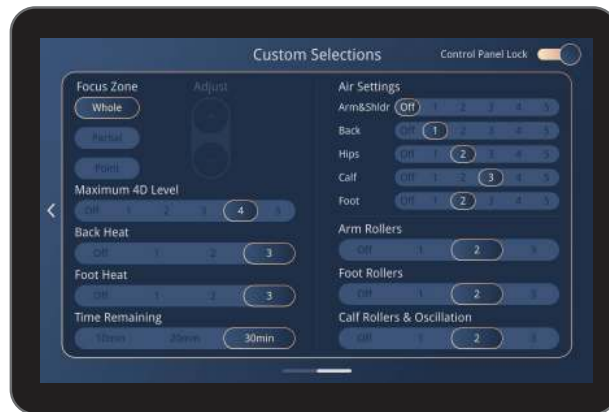 Custom Selections
Control Panel Lock
Focus Zone
Adjust
Whole
Partial
Point
Maximum 4D Level
Off 1 2 3 4 5
Back Heat
Off 1 2 3
Foot Heat
Off 1 2 3
Time Remaining
10min 20min 30min
Air Settings
Arm&Shldr Off 1 2 3 4 5
Back Off 1 2 3 4 5
Hips Off 1 2 3 4 5
Calf Off 1 2 3 4 5
Foot Off 1 2 3 4 5
Arm Rollers
Off 1 2 3
Foot Rollers
Off 1 2 3
Calf Rollers & Oscillation
Off 1 2 3